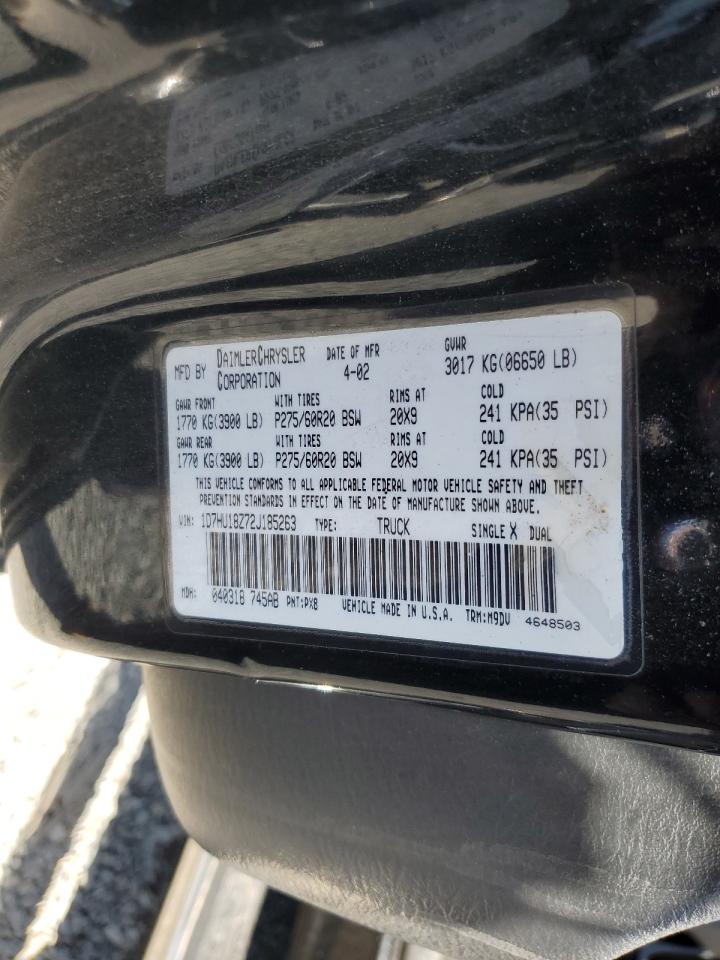 MFD BY DAIMLERCHRYSLER CORPORATION DATE OF MFR 4-02 GVWR 3017 KG(06650 LB)
GAWR FRONT WITH TIRES RIMS AT COLD
1770 KG(3900 LB) P275/60R20 BSW 20X9 241 KPA(35 PSI)
GAWR REAR WITH TIRES RIMS AT COLD
1770 KG(3900 LB) P275/60R20 BSW 20X9 241 KPA(35 PSI)
THIS VEHICLE CONFORMS TO ALL APPLICABLE FEDERAL MOTOR VEHICLE SAFETY AND THEFT
PREVENTION STANDARDS IN EFFECT ON THE DATE OF MANUFACTURE SHOWN ABOVE.
VIN: 1D7HU18Z72J185263 TYPE: TRUCK SINGLE X DUAL
MDH: 040318 745AB PNT:PX8 VEHICLE MADE IN U.S.A. TRM:M9DV 4648503